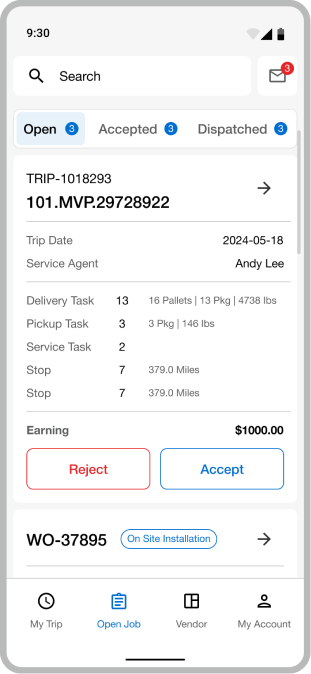 9:30
Search
3
Open 3 Accepted 3 Dispatched 3
TRIP-1018293
101.MVP.29728922
Trip Date 2024-05-18
Service Agent Andy Lee
Delivery Task 13 16 Pallets | 13 Pkg | 4738 lbs
Pickup Task 3 3 Pkg | 146 lbs
Service Task 2
Stop 7 379.0 Miles
Stop 7 379.0 Miles
Earning $1000.00
Reject Accept
WO-37895 On Site Installation
My Trip Open Job Vendor My Account